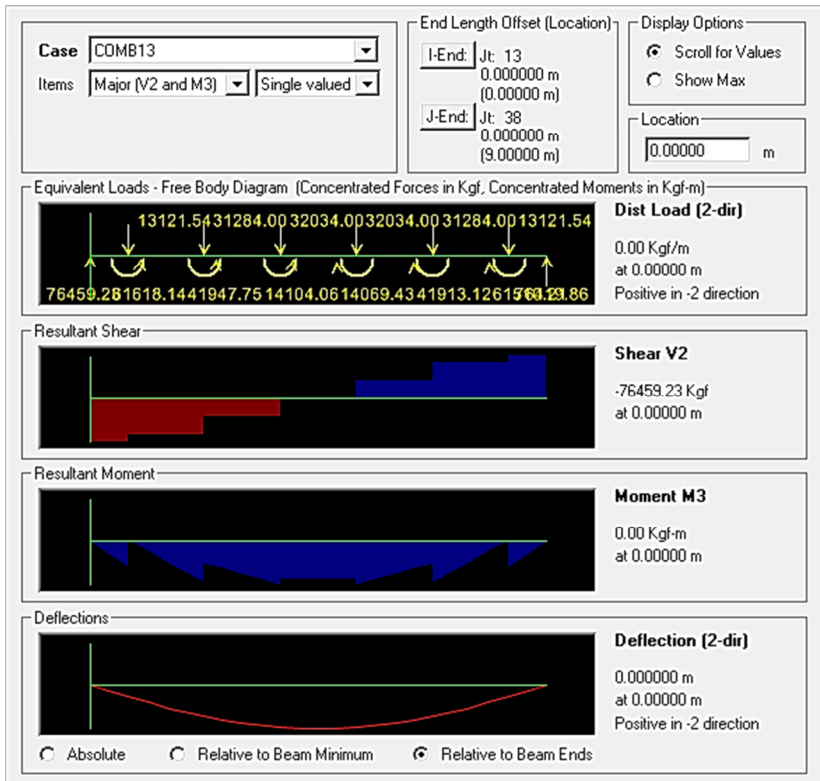 Case COMB13
Items Major (V2 and M3) Single valued
End Length Offset (Location)
I-End: Jt: 13
0.000000 m
(0.00000 m)
J-End: Jt: 38
0.000000 m
(9.00000 m)
Display Options
Scroll for Values
Show Max
Location
0.00000 m
Equivalent Loads - Free Body Diagram (Concentrated Forces in Kgf, Concentrated Moments in Kgf-m)
13121.54 31284.00 32034.00 32034.00 31284.00 13121.54
41947.75 14104.06 14069.43 41913.12
Dist Load (2-dir)
0.00 Kgf/m
at 0.00000 m
Positive in -2 direction
Resultant Shear
Shear V2
-76459.23 Kgf
at 0.00000 m
Resultant Moment
Moment M3
0.00 Kgf-m
at 0.00000 m
Deflections
Deflection (2-dir)
0.000000 m
at 0.00000 m
Positive in -2 direction
Absolute
Relative to Beam Minimum
Relative to Beam Ends